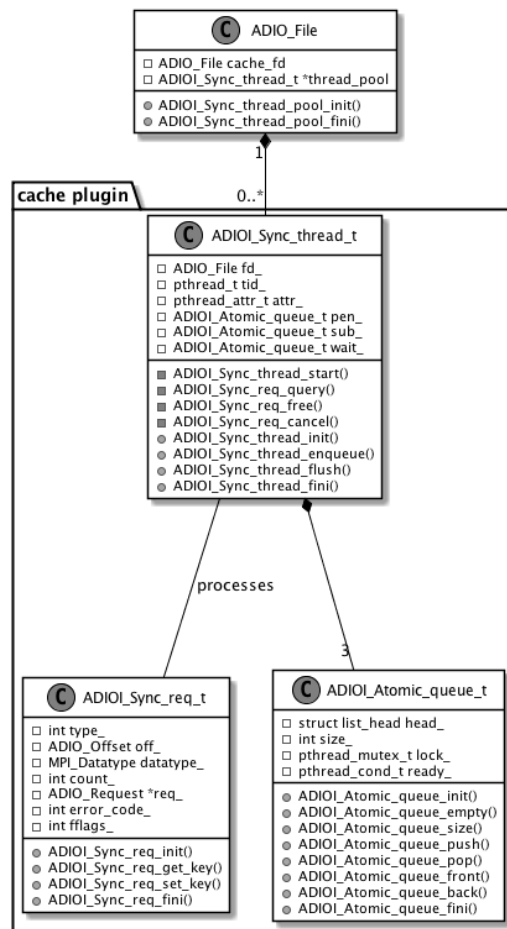 C ADIO_File
ADIO_File cache_fd
ADIOI_Sync_thread_t *thread_pool
ADIOI_Sync_thread_pool_init()
ADIOI_Sync_thread_pool_fini()
1
0..*
cache plugin
C ADIOI_Sync_thread_t
ADIO_File fd_
pthread_t tid_
pthread_attr_t attr_
ADIOI_Atomic_queue_t pen_
ADIOI_Atomic_queue_t sub_
ADIOI_Atomic_queue_t wait_
ADIOI_Sync_thread_start()
ADIOI_Sync_req_query()
ADIOI_Sync_req_free()
ADIOI_Sync_req_cancel()
ADIOI_Sync_thread_init()
ADIOI_Sync_thread_enqueue()
ADIOI_Sync_thread_flush()
ADIOI_Sync_thread_fini()
processes
3
C ADIOI_Sync_req_t
int type_
ADIO_Offset off_
MPI_Datatype datatype_
int count_
ADIO_Request *req_
int error_code_
int fflags_
ADIOI_Sync_req_init()
ADIOI_Sync_req_get_key()
ADIOI_Sync_req_set_key()
ADIOI_Sync_req_fini()
C ADIOI_Atomic_queue_t
struct list_head head_
int size_
pthread_mutex_t lock_
pthread_cond_t ready_
ADIOI_Atomic_queue_init()
ADIOI_Atomic_queue_empty()
ADIOI_Atomic_queue_size()
ADIOI_Atomic_queue_push()
ADIOI_Atomic_queue_pop()
ADIOI_Atomic_queue_front()
ADIOI_Atomic_queue_back()
ADIOI_Atomic_queue_fini()